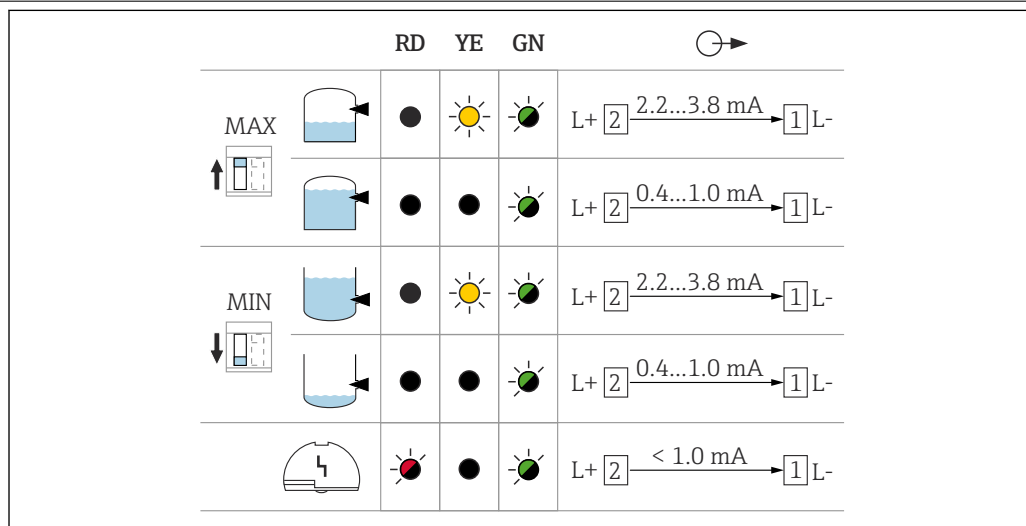 RD YE GN
MAX
L+ 2 2.2...3.8 mA 1 L-
L+ 2 0.4...1.0 mA 1 L-
MIN
L+ 2 2.2...3.8 mA 1 L-
L+ 2 0.4...1.0 mA 1 L-
L+ 2 < 1.0 mA 1 L-